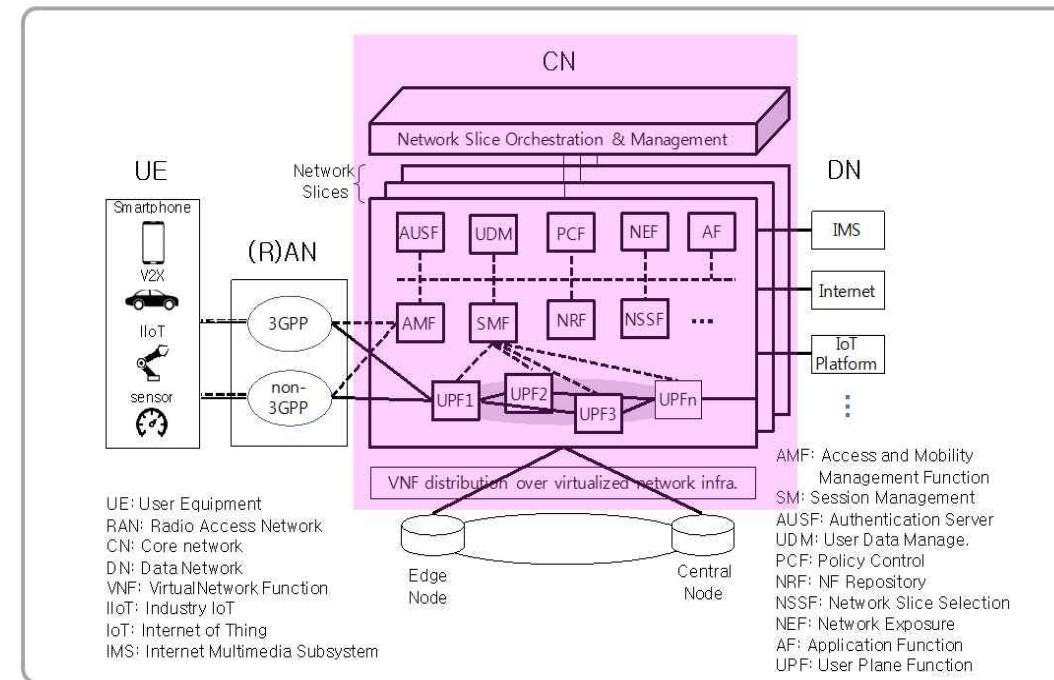 CN
Network Slice Orchestration & Management
UE
Network
Slices
DN
Smartphone
V2X
IIoT
sensor
(R)AN
3GPP
non-
3GPP
AUSF
UDM
PCF
NEF
AF
AMF
SMF
NRF
NSSF
...
UPF1
UPF2
UPF3
UPFn
IMS
Internet
IoT
Platform
VNF distribution over virtualized network infra.
Edge
Node
Central
Node
UE: User Equipment
RAN: Radio Access Network
CN: Core network
DN: Data Network
VNF: VirtualNetwork Function
IIoT: Industry IoT
IoT: Internet of Thing
IMS: Internet Multimedia Subsystem
AMF: Access and Mobility
Management Function
SM: Session Management
AUSF: Authentication Server
UDM: User Data Manage.
PCF: Policy Control
NRF: NF Repository
NSSF: Network Slice Selection
NEF: Network Exposure
AF: Application Function
UPF: User Plane Function